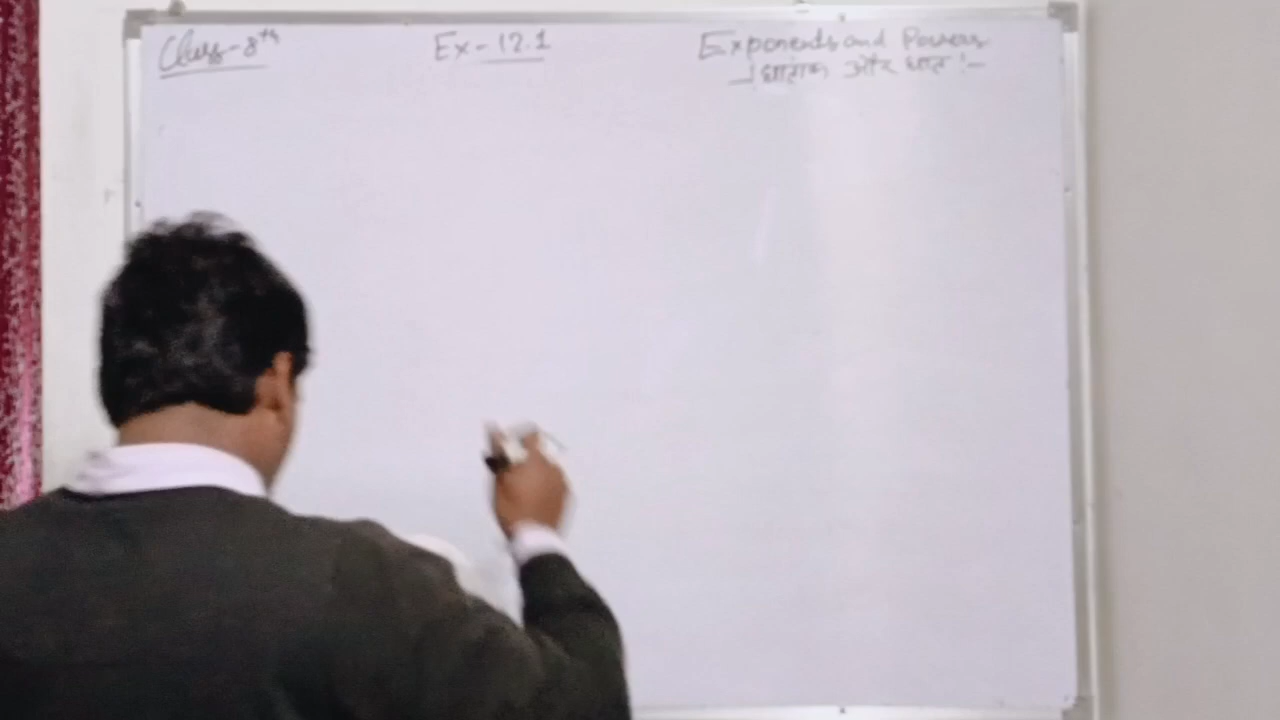 Class-8th Ex-12.1 Exponents and Powers
घातांक और घात :-